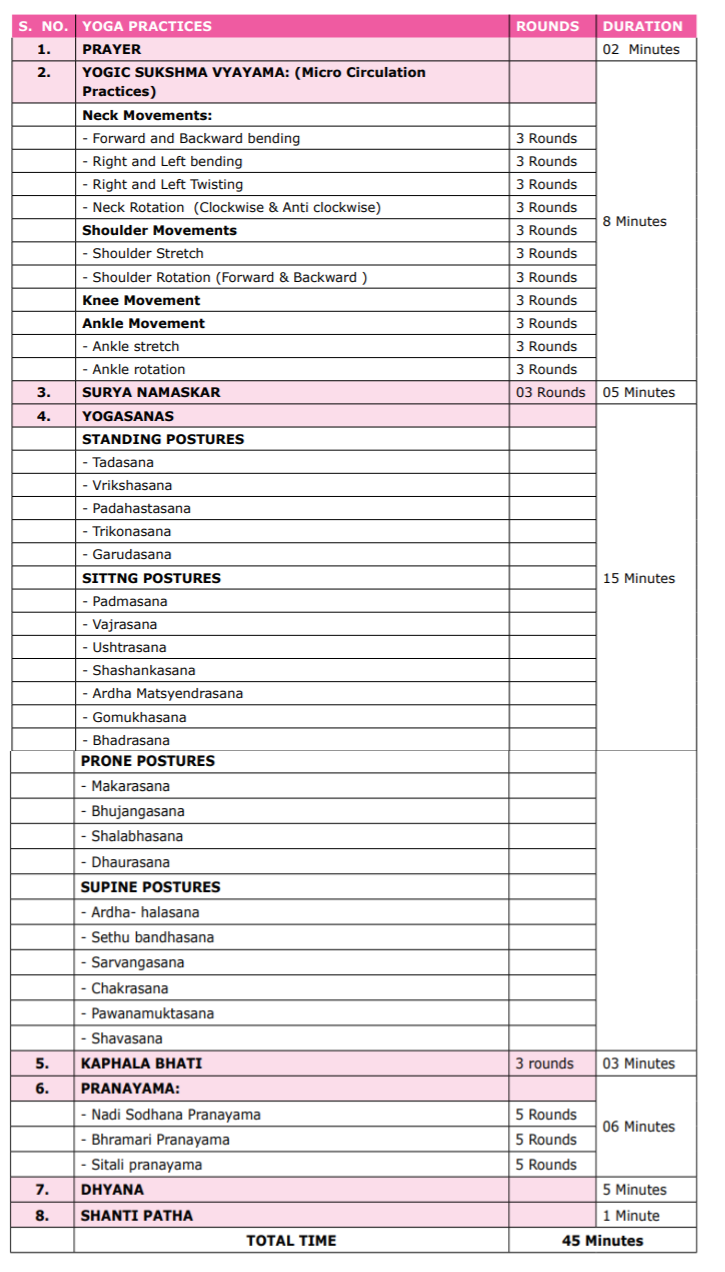 S. NO. YOGA PRACTICES ROUNDS DURATION
1. PRAYER 02 Minutes
2. YOGIC SUKSHMA VYAYAMA: (Micro Circulation
Practices)
Neck Movements:
- Forward and Backward bending 3 Rounds
- Right and Left bending 3 Rounds
- Right and Left Twisting 3 Rounds
- Neck Rotation (Clockwise & Anti clockwise) 3 Rounds
8 Minutes
Shoulder Movements 3 Rounds
- Shoulder Stretch 3 Rounds
- Shoulder Rotation (Forward & Backward ) 3 Rounds
Knee Movement 3 Rounds
Ankle Movement 3 Rounds
- Ankle stretch 3 Rounds
- Ankle rotation 3 Rounds
3. SURYA NAMASKAR 03 Rounds 05 Minutes
4. YOGASANAS
STANDING POSTURES
- Tadasana
- Vrikshasana
- Padahastasana
- Trikonasana
- Garudasana
SITTNG POSTURES 15 Minutes
- Padmasana
- Vajrasana
- Ushtrasana
- Shashankasana
- Ardha Matsyendrasana
- Gomukhasana
- Bhadrasana
PRONE POSTURES
- Makarasana
- Bhujangasana
- Shalabhasana
- Dhaurasana
SUPINE POSTURES
- Ardha- halasana
- Sethu bandhasana
- Sarvangasana
- Chakrasana
- Pawanamuktasana
- Shavasana
5. KAPHALA BHATI 3 rounds 03 Minutes
6. PRANAYAMA:
- Nadi Sodhana Pranayama 5 Rounds
06 Minutes
- Bhramari Pranayama 5 Rounds
- Sitali pranayama 5 Rounds
7. DHYANA 5 Minutes
8. SHANTI PATHA 1 Minute
TOTAL TIME 45 Minutes